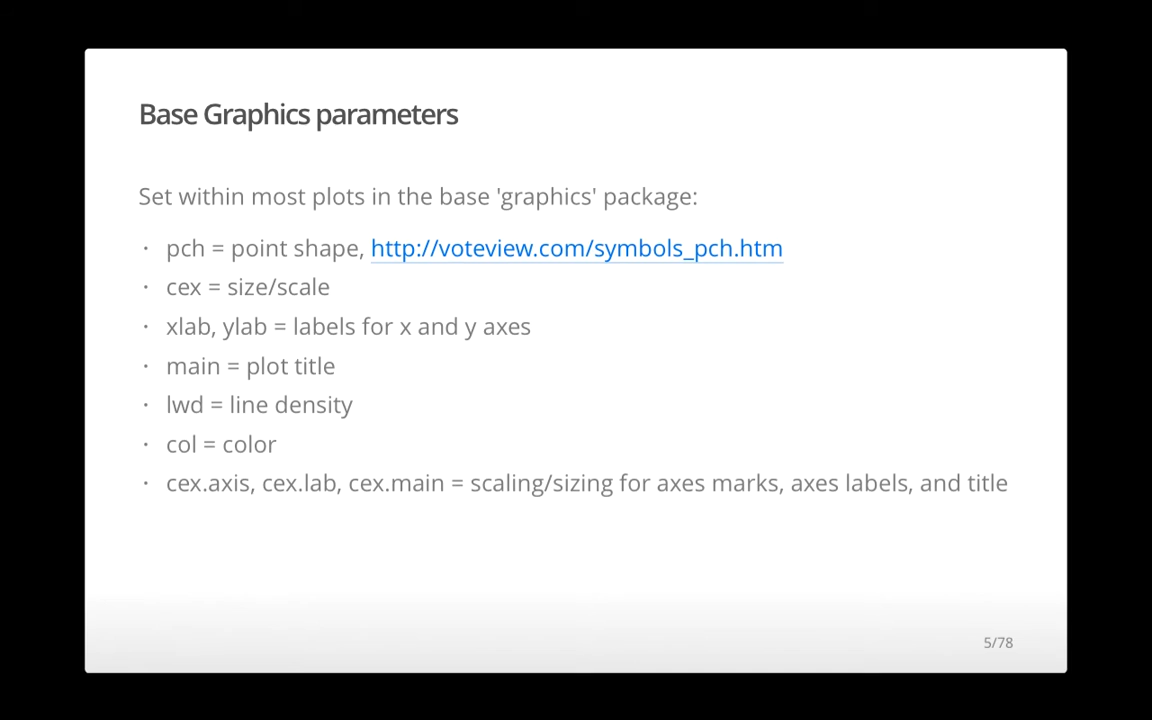 Base Graphics parameters
Set within most plots in the base 'graphics' package:
· pch = point shape, http://voteview.com/symbols_pch.htm
· cex = size/scale
· xlab, ylab = labels for x and y axes
· main = plot title
· lwd = line density
· col = color
· cex.axis, cex.lab, cex.main = scaling/sizing for axes marks, axes labels, and title
5/78